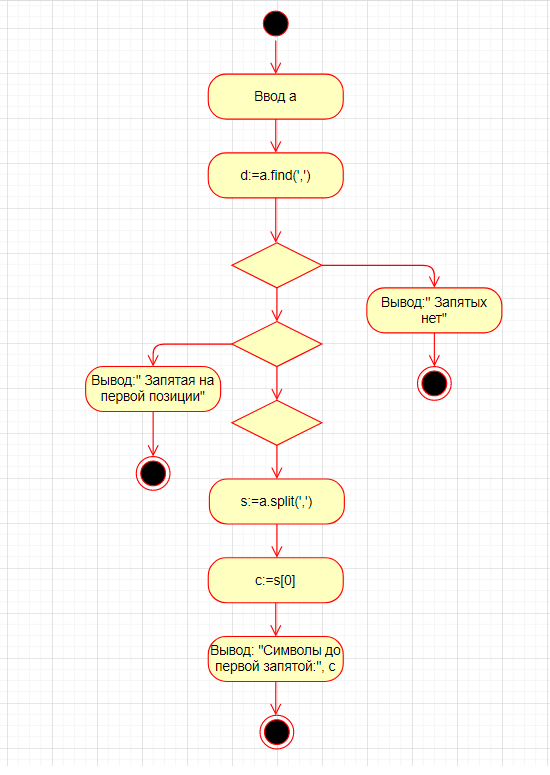 Ввод а
d:=a.find(',')
Вывод:" Запятых
нет"
Вывод:" Запятая на
первой позиции"
s:=a.split(',')
c:=s[0]
Вывод: "Символы до
первой запятой:", с